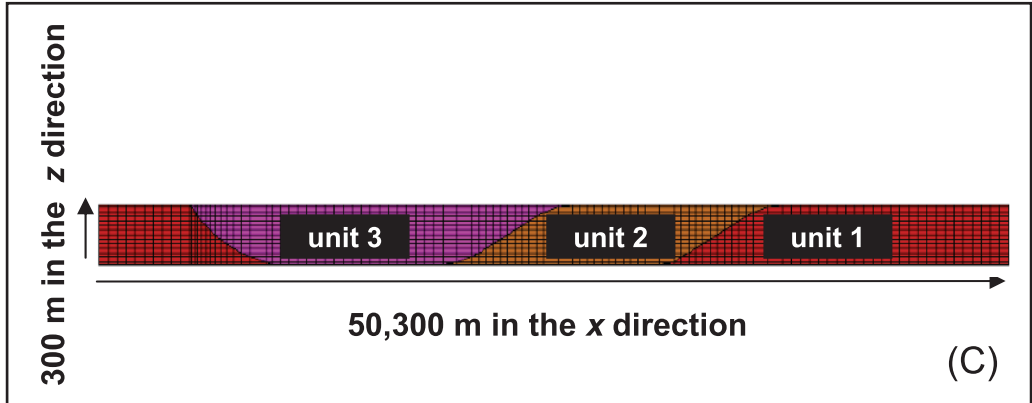 300 m in the z direction
unit 3
unit 2
unit 1
50,300 m in the x direction
(C)